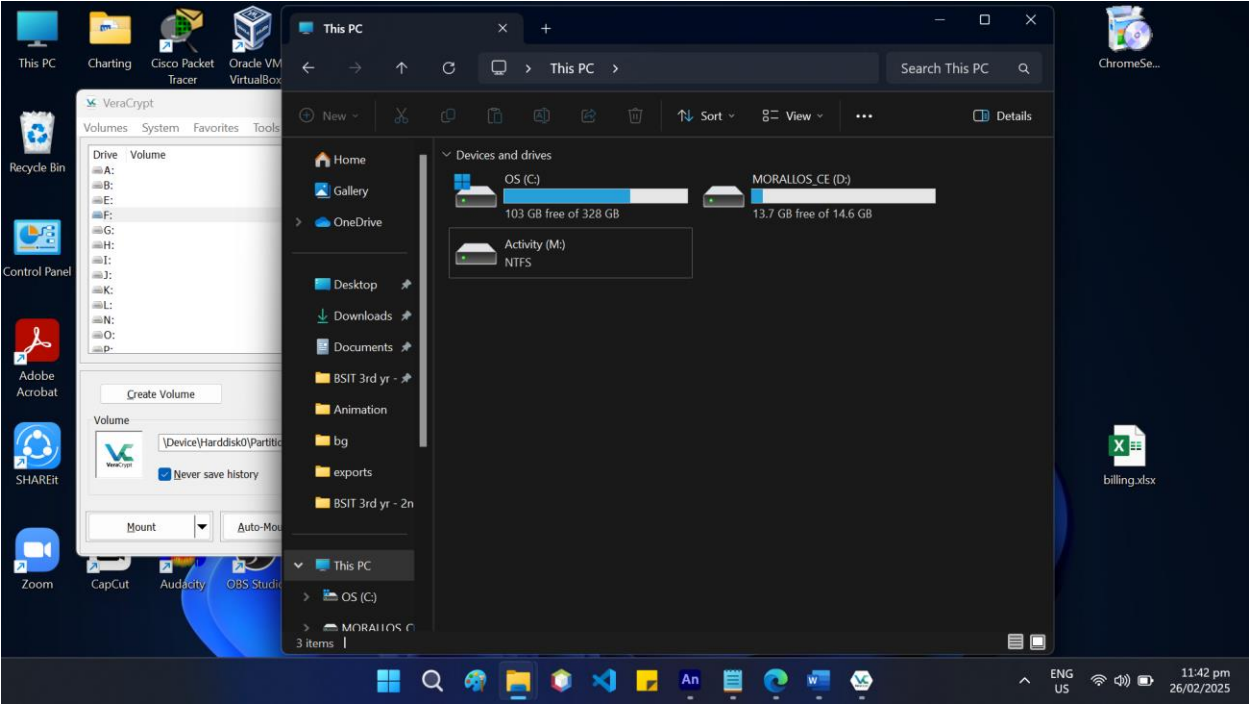 This PC
Charting
Cisco Packet
Tracer
Oracle VM
VirtualBox
Recycle Bin
Control Panel
Adobe
Acrobat
SHAREit
Zoom
CapCut
Audacity
OBS Studio
VeraCrypt
Volumes System Favorites Tools
Drive Volume
A:
B:
E:
F:
G:
H:
I:
J:
K:
L:
N:
O:
P:
Create Volume
Volume
VeraCrypt
\Device\Harddisk0\Partitio
Never save history
Mount
Auto-Mou
This PC
This PC
Search This PC
New
Sort
View
Details
Home
Gallery
OneDrive
Desktop
Downloads
Documents
BSIT 3rd yr -
Animation
bg
exports
BSIT 3rd yr - 2n
This PC
OS (C:)
MORALLOS_C
3 items
Devices and drives
OS (C:)
103 GB free of 328 GB
MORALLOS_CE (D:)
13.7 GB free of 14.6 GB
Activity (M:)
NTFS
ChromeSe...
billing.xlsx
An
ENG
US
11:42 pm
26/02/2025